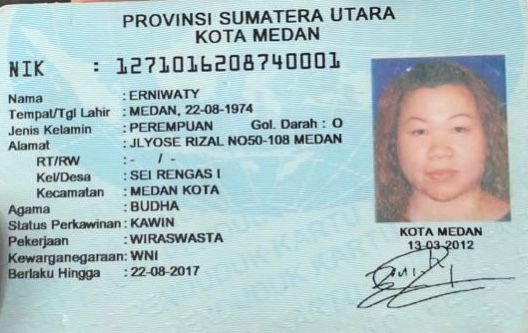 PROVINSI SUMATERA UTARA
KOTA MEDAN
NIK : 1271016208740001
Nama : ERNIWATY
Tempat/Tgl Lahir : MEDAN, 22-08-1974
Jenis Kelamin : PEREMPUAN Gol. Darah : O
Alamat : JLYOSE RIZAL NO50-108 MEDAN
RT/RW : - / -
Kel/Desa : SEI RENGAS I
Kecamatan : MEDAN KOTA
Agama : BUDHA
Status Perkawinan : KAWIN
Pekerjaan : WIRASWASTA
Kewarganegaraan: WNI
Berlaku Hingga : 22-08-2017
KOTA MEDAN
13-03-2012